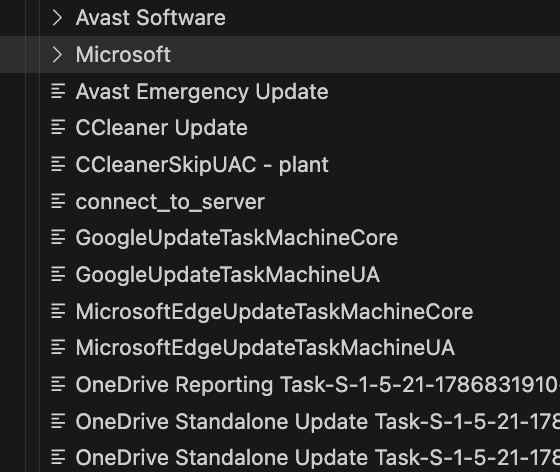 Avast Software
Microsoft
Avast Emergency Update
CCleaner Update
CCleanerSkipUAC - plant
connect_to_server
GoogleUpdateTaskMachineCore
GoogleUpdateTaskMachineUA
MicrosoftEdgeUpdateTaskMachineCore
MicrosoftEdgeUpdateTaskMachineUA
OneDrive Reporting Task-S-1-5-21-1786831910
OneDrive Standalone Update Task-S-1-5-21-178
OneDrive Standalone Update Task-S-1-5-21-178